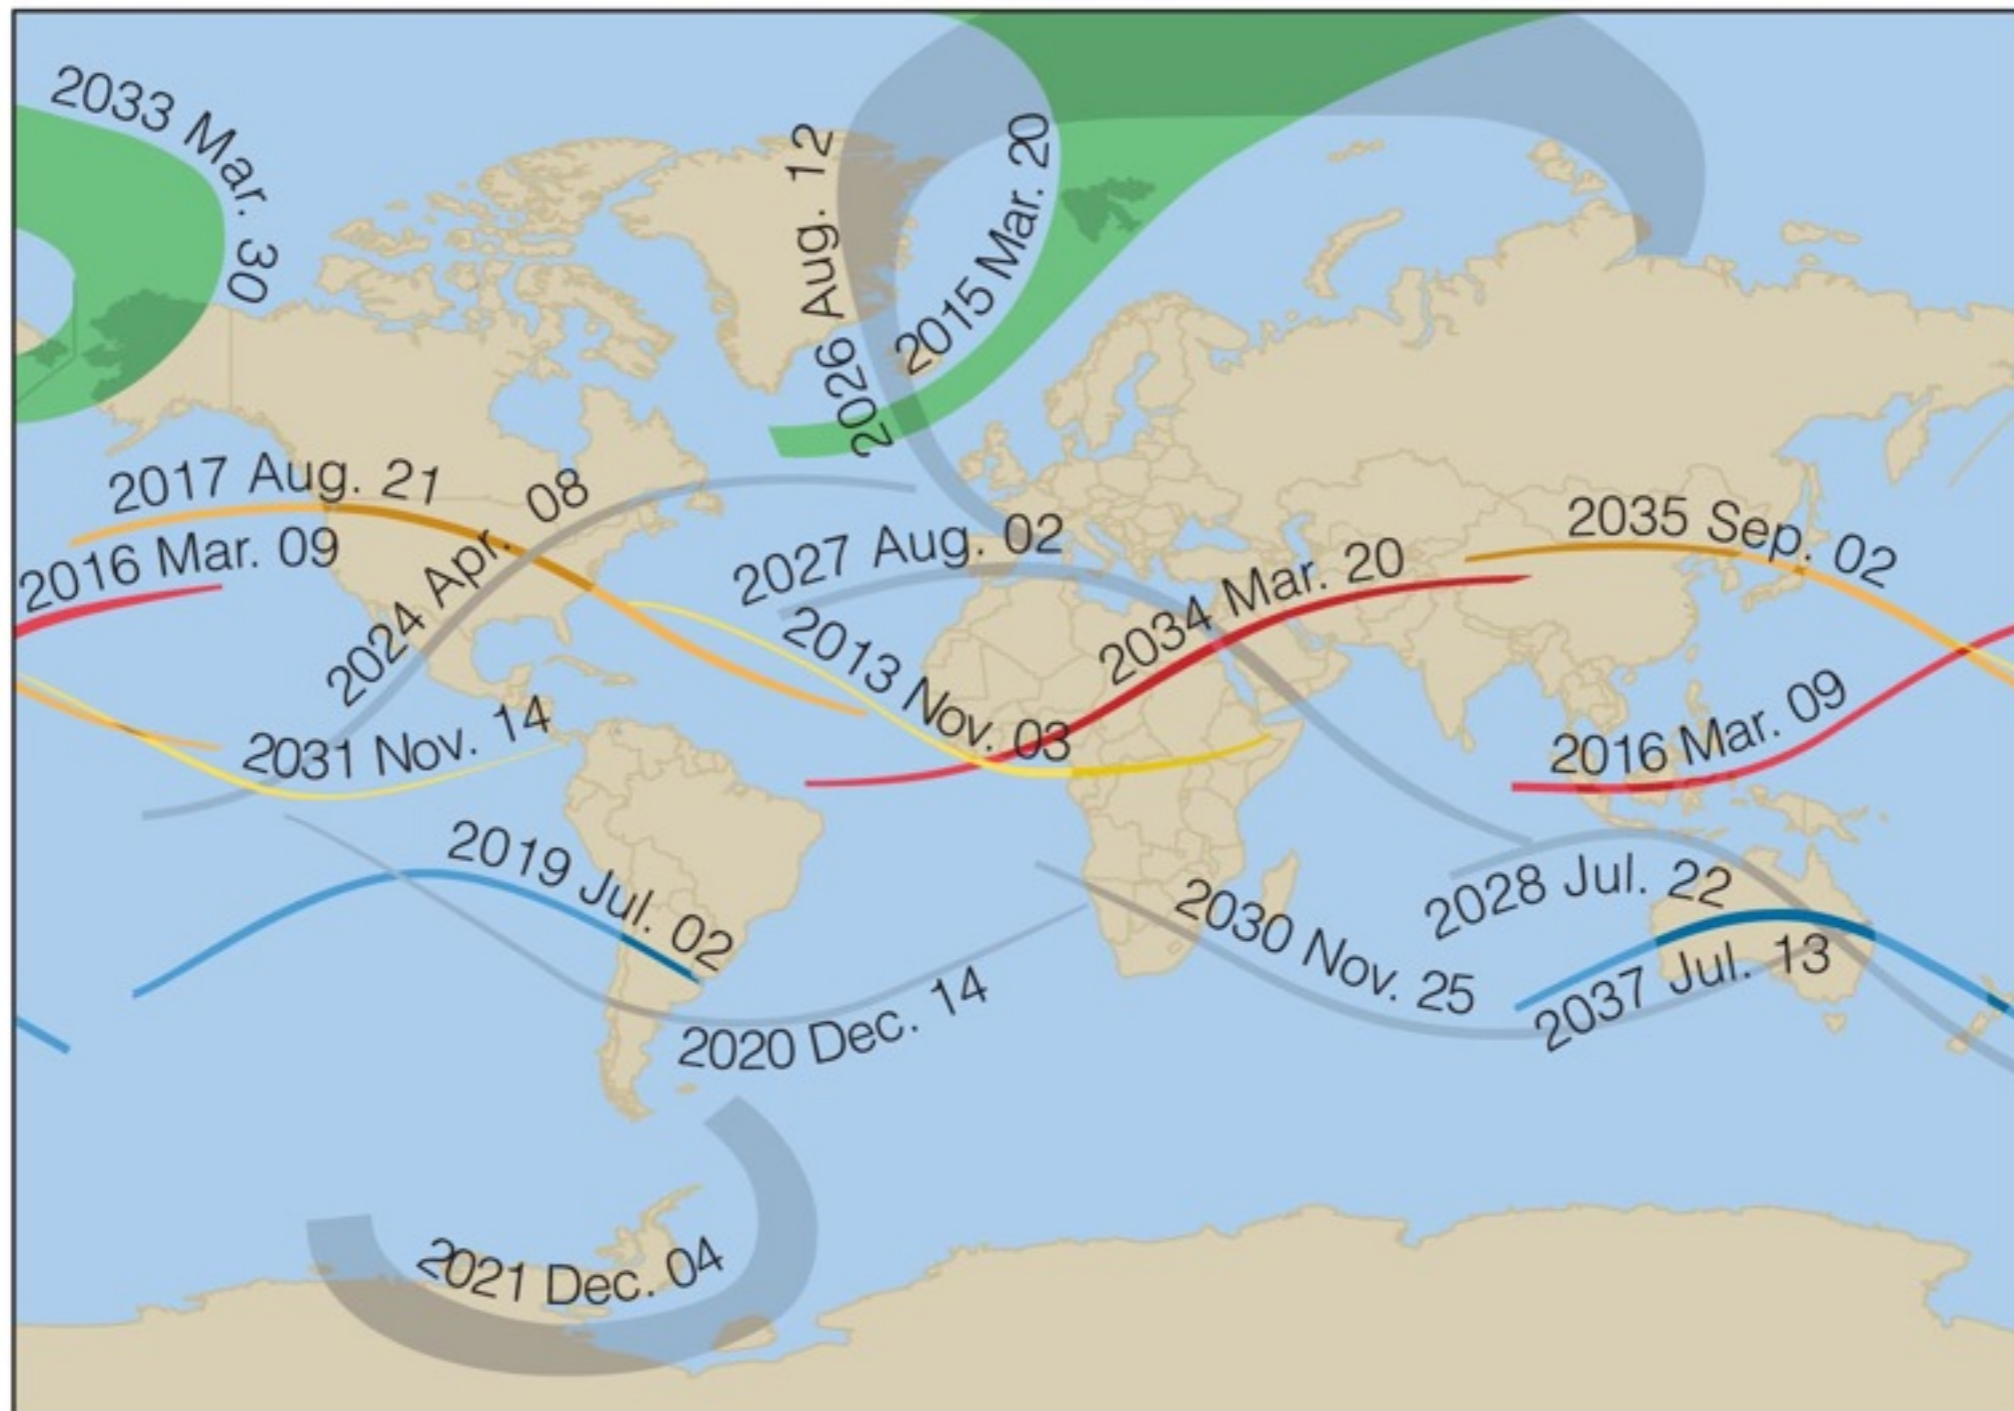 2033 Mar. 30
2026 Aug. 12
2015 Mar. 20
2017 Aug. 21
2024 Apr. 08
2016 Mar. 09
2027 Aug. 02
2034 Mar. 20
2035 Sep. 02
2013 Nov. 03
2031 Nov. 14
2016 Mar. 09
2019 Jul. 02
2028 Jul. 22
2030 Nov. 25
2037 Jul. 13
2020 Dec. 14
2021 Dec. 04